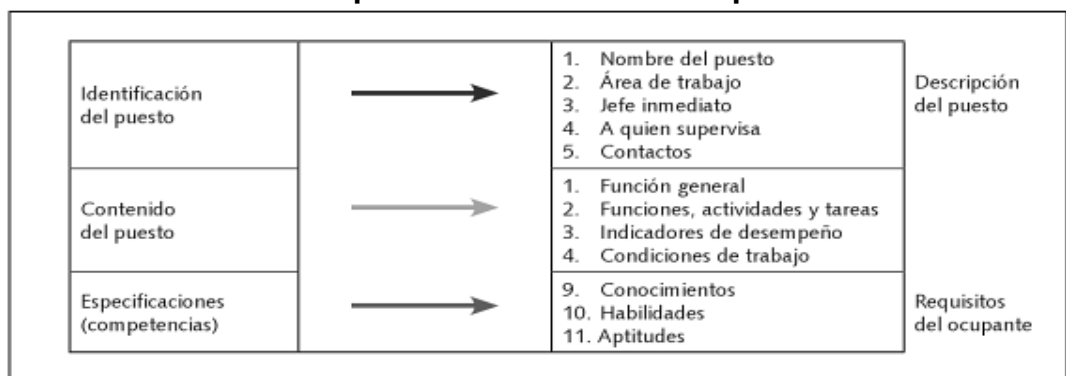 Identificación
del puesto
1. Nombre del puesto
2. Área de trabajo
3. Jefe inmediato
4. A quien supervisa
5. Contactos
Descripción
del puesto
Contenido
del puesto
1. Función general
2. Funciones, actividades y tareas
3. Indicadores de desempeño
4. Condiciones de trabajo
Especificaciones
(competencias)
9. Conocimientos
10. Habilidades
11. Aptitudes
Requisitos
del ocupante